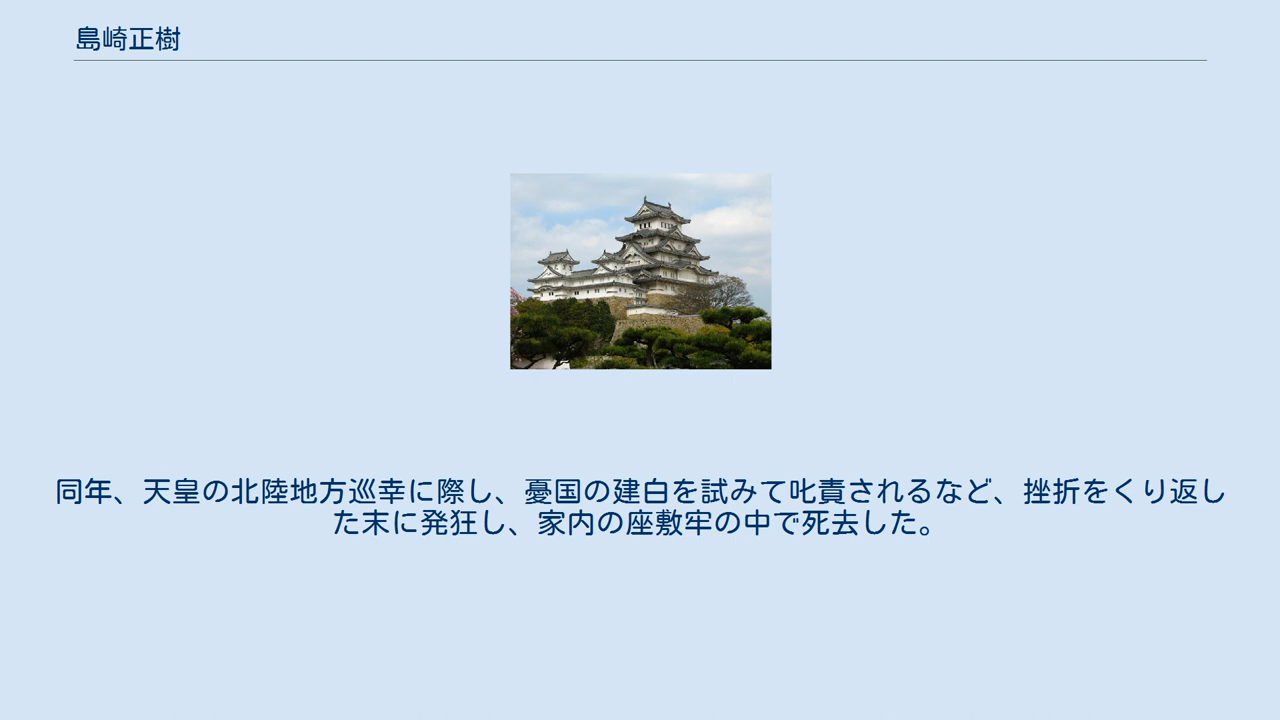 島崎正樹
同年、天皇の北陸地方巡幸に際し、憂国の建白を試みて叱責されるなど、挫折をくり返し
た末に発狂し、家内の座敷牢の中で死去した。